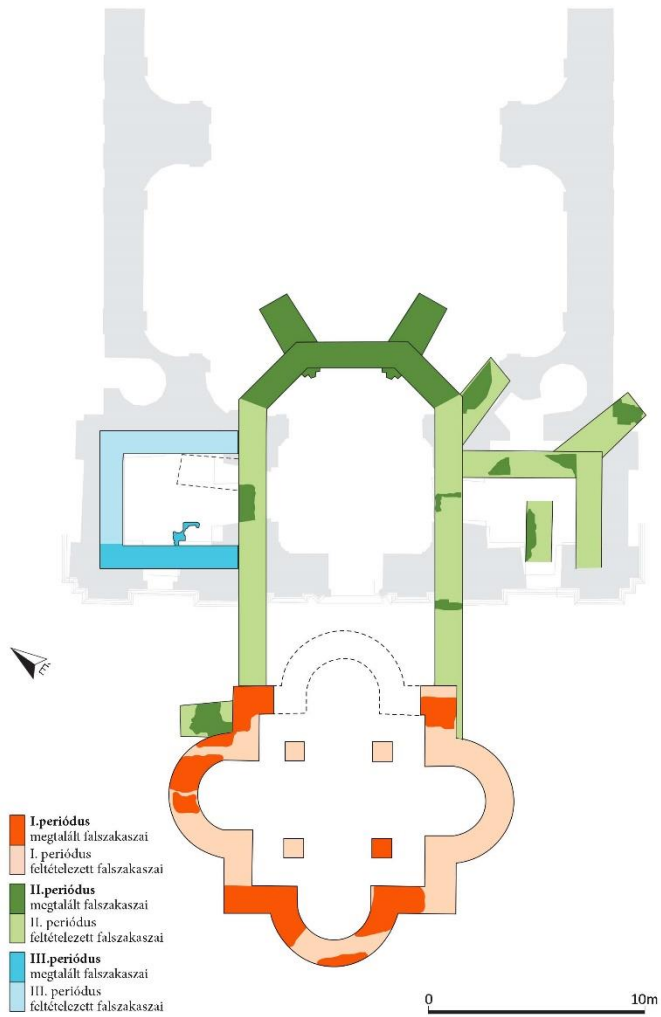 É
I.periódus
megtalált falszakaszai
I. periódus
feltételezett falszakaszai
II.periódus
megtalált falszakaszai
II. periódus
feltételezett falszakaszai
III.periódus
megtalált falszakaszai
III. periódus
feltételezett falszakaszai
0 10m